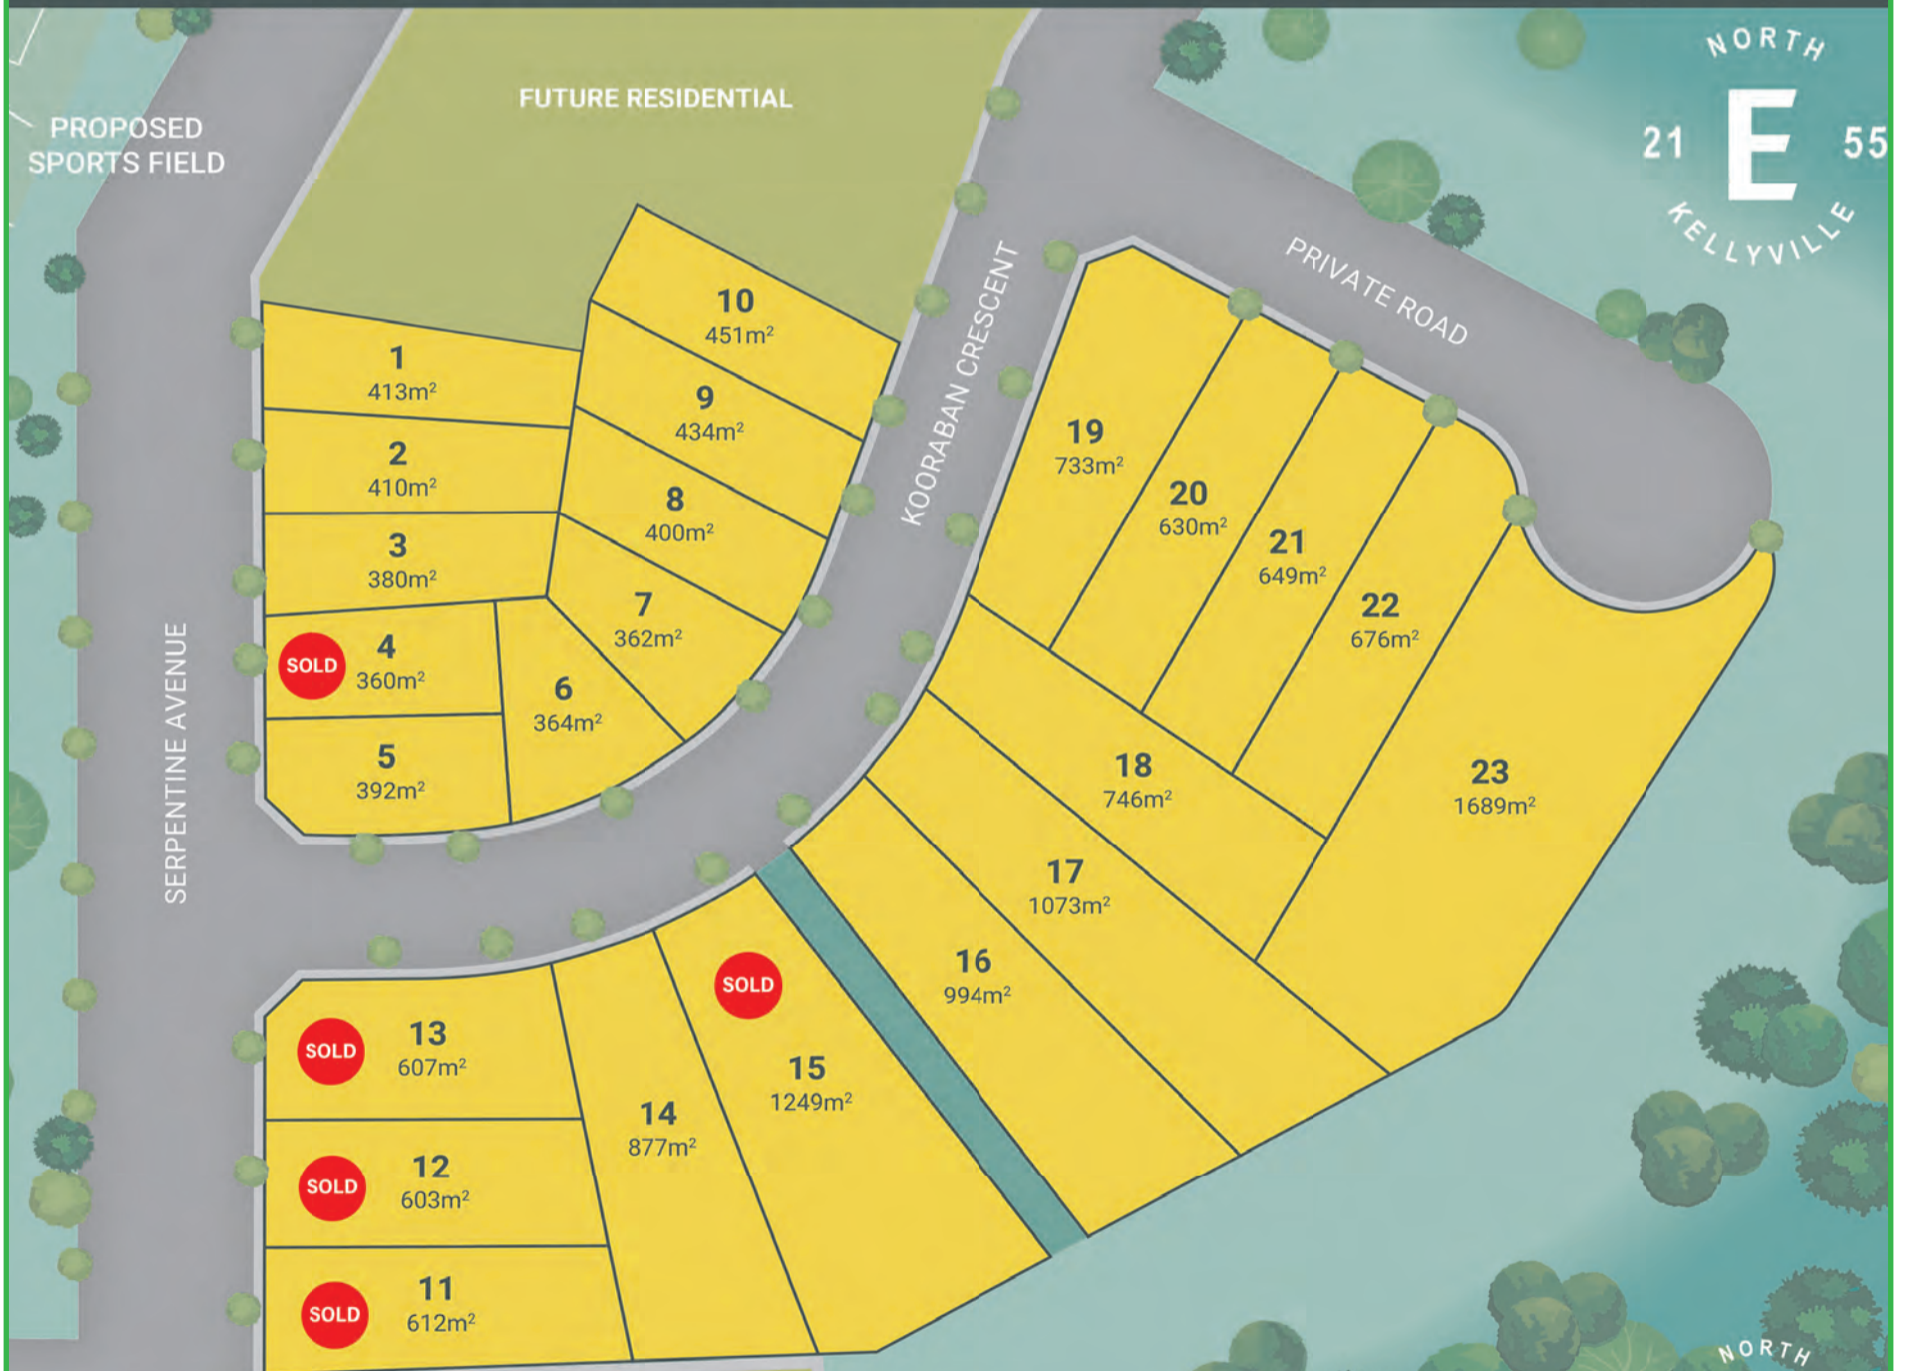 FUTURE RESIDENTIAL
PROPOSED
SPORTS FIELD
NORTH
21 E 55
KELLYVILLE
PRIVATE ROAD
KOORABAN CRESCENT
SERPENTINE AVENUE
10
451m²
1
413m²
9
434m²
2
410m²
8
400m²
3
380m²
7
362m²
SOLD
4
360m²
6
364m²
5
392m²
19
733m²
20
630m²
21
649m²
22
676m²
23
1689m²
18
746m²
17
1073m²
16
994m²
SOLD
15
1249m²
14
877m²
SOLD
13
607m²
SOLD
12
603m²
SOLD
11
612m²
NORTH